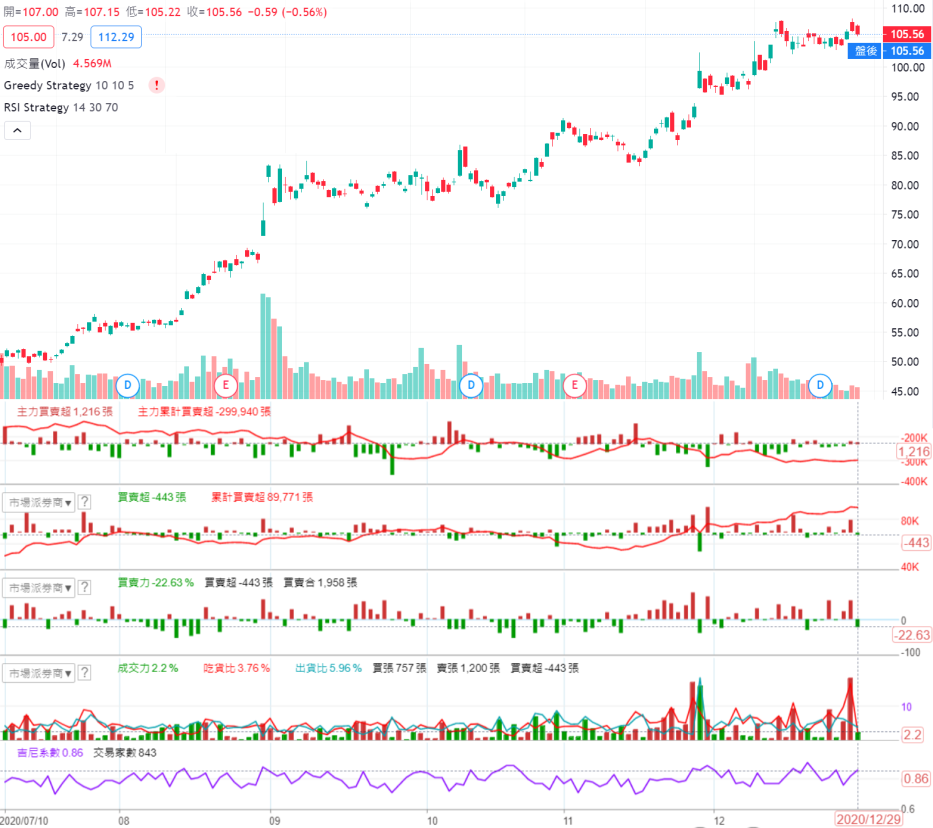 開=107.00 高=107.15 低=105.22 收=105.56 −0.59 (−0.56%)
105.00 7.29 112.29
成交量(Vol) 4.569M
Greedy Strategy 10 10 5 !
RSI Strategy 14 30 70
110.00
105.56
盤後 105.56
100.00
95.00
90.00
85.00
80.00
75.00
70.00
65.00
60.00
55.00
50.00
45.00
D E D E D
主力買賣超 1,216 張 主力累計買賣超 -299,940 張
-200K
1,216
-300K
-400K
市場派券商▼ ? 買賣超 -443 張 累計買賣超 89,771 張
80K
-443
40K
市場派券商▼ ? 買賣力 -22.63 % 買賣超 -443 張 買賣合 1,958 張
0
-22.63
-100
市場派券商▼ ? 成交力 2.2 % 吃貨比 3.76 % 出貨比 5.96 % 買張 757 張 賣張 1,200 張 買賣超 -443 張
10
2.2
吉尼系數 0.86 交易家數 843
0.86
0.6
2020/07/10 08 09 10 11 12 2020/12/29